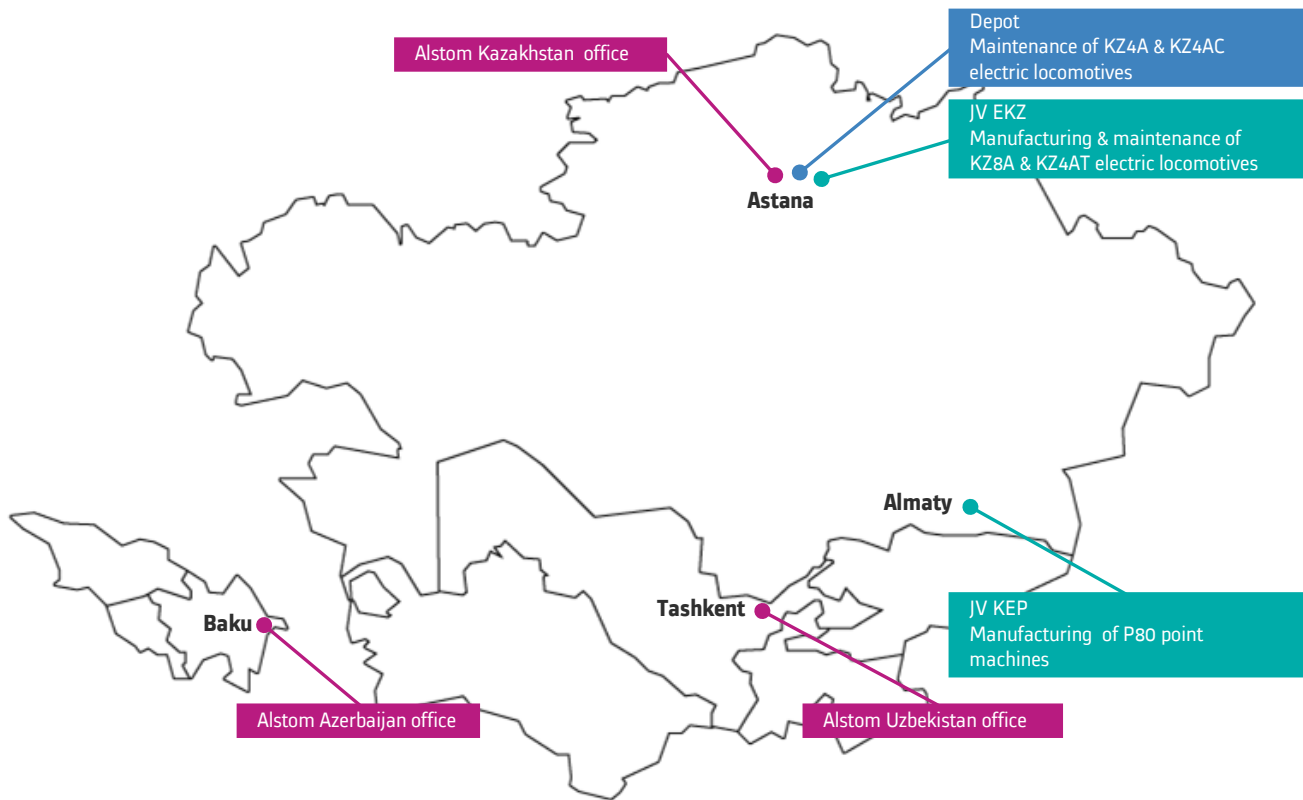 Alstom Kazakhstan office
Depot
Maintenance of KZ4A & KZ4AC
electric locomotives
JV EKZ
Manufacturing & maintenance of
KZ8A & KZ4AT electric locomotives
Astana
Almaty
Tashkent
Baku
JV KEP
Manufacturing of P80 point
machines
Alstom Azerbaijan office
Alstom Uzbekistan office